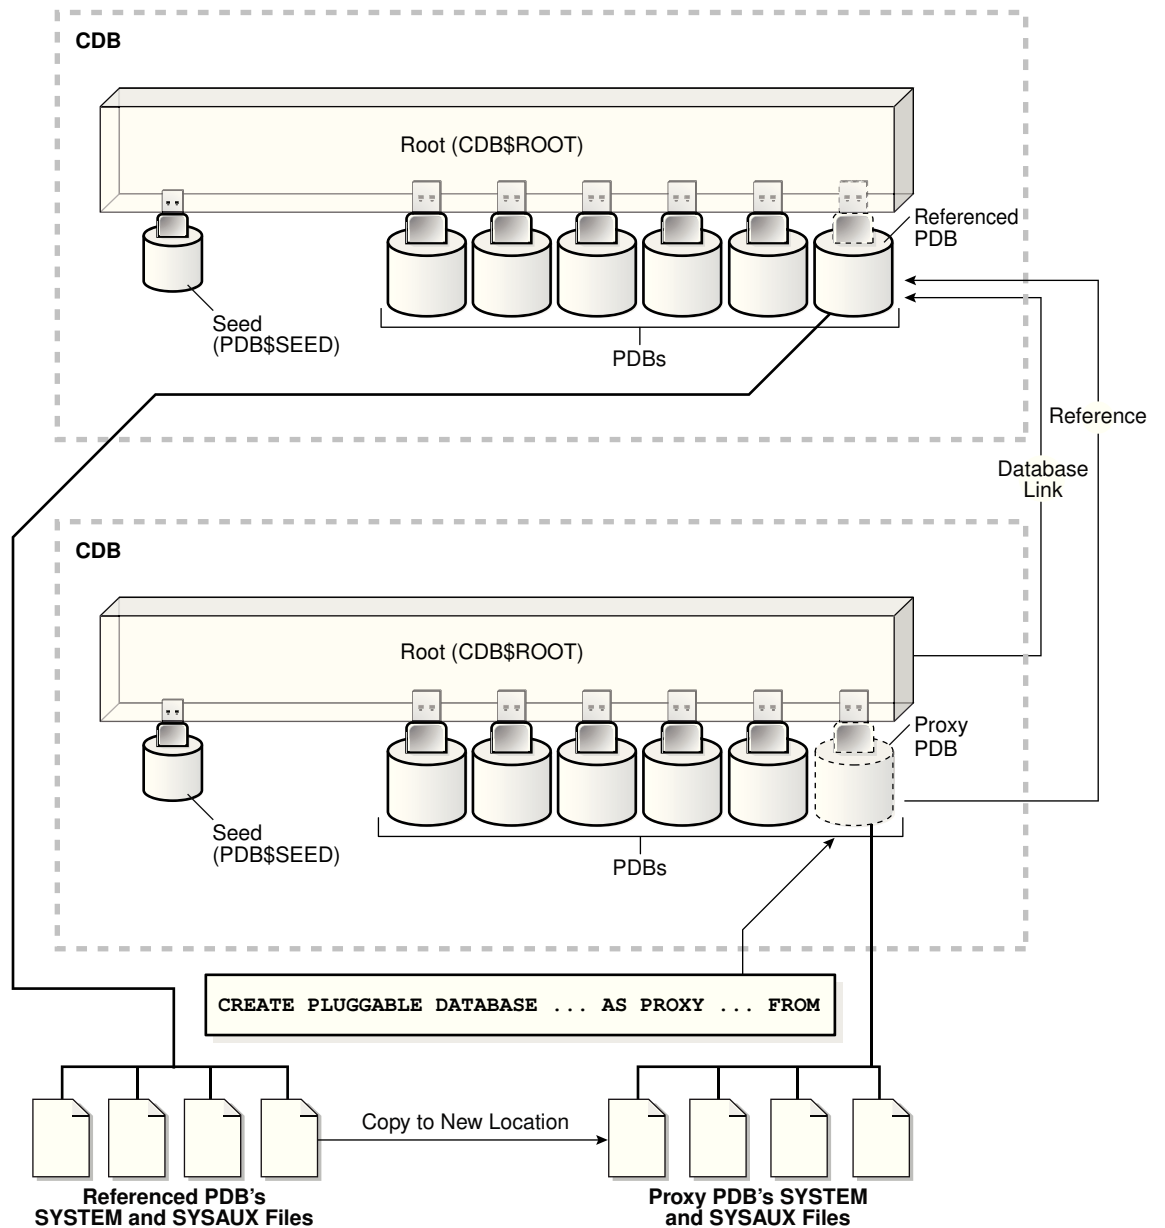 CDB
Root (CDB$ROOT)
Referenced
PDB
Seed
(PDB$SEED)
PDBs
Reference
Database
Link
CDB
Root (CDB$ROOT)
Proxy
PDB
Seed
(PDB$SEED)
PDBs
CREATE PLUGGABLE DATABASE ... AS PROXY ... FROM
Copy to New Location
Referenced PDB's
SYSTEM and SYSAUX Files
Proxy PDB's SYSTEM
and SYSAUX Files